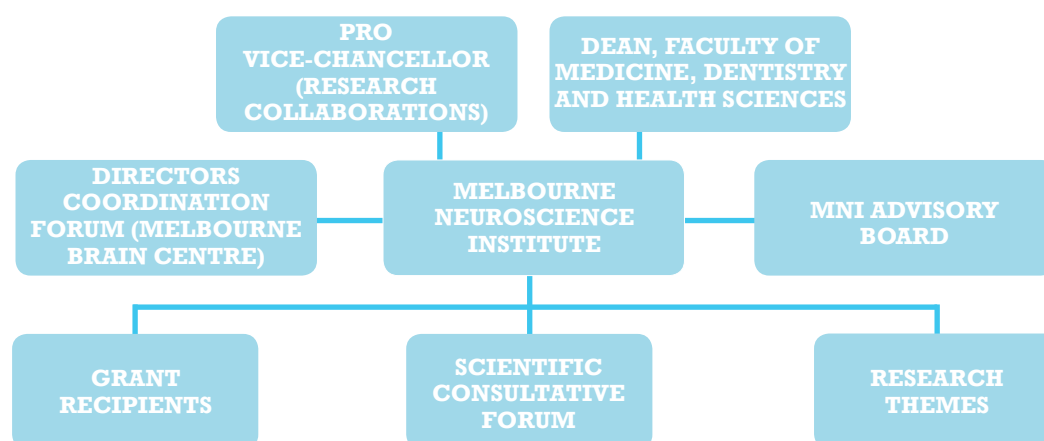 PRO
VICE-CHANCELLOR
(RESEARCH
COLLABORATIONS)
DEAN, FACULTY OF
MEDICINE, DENTISTRY
AND HEALTH SCIENCES
DIRECTORS
COORDINATION
FORUM (MELBOURNE
BRAIN CENTRE)
MELBOURNE
NEUROSCIENCE
INSTITUTE
MNI ADVISORY
BOARD
GRANT
RECIPIENTS
SCIENTIFIC
CONSULTATIVE
FORUM
RESEARCH
THEMES